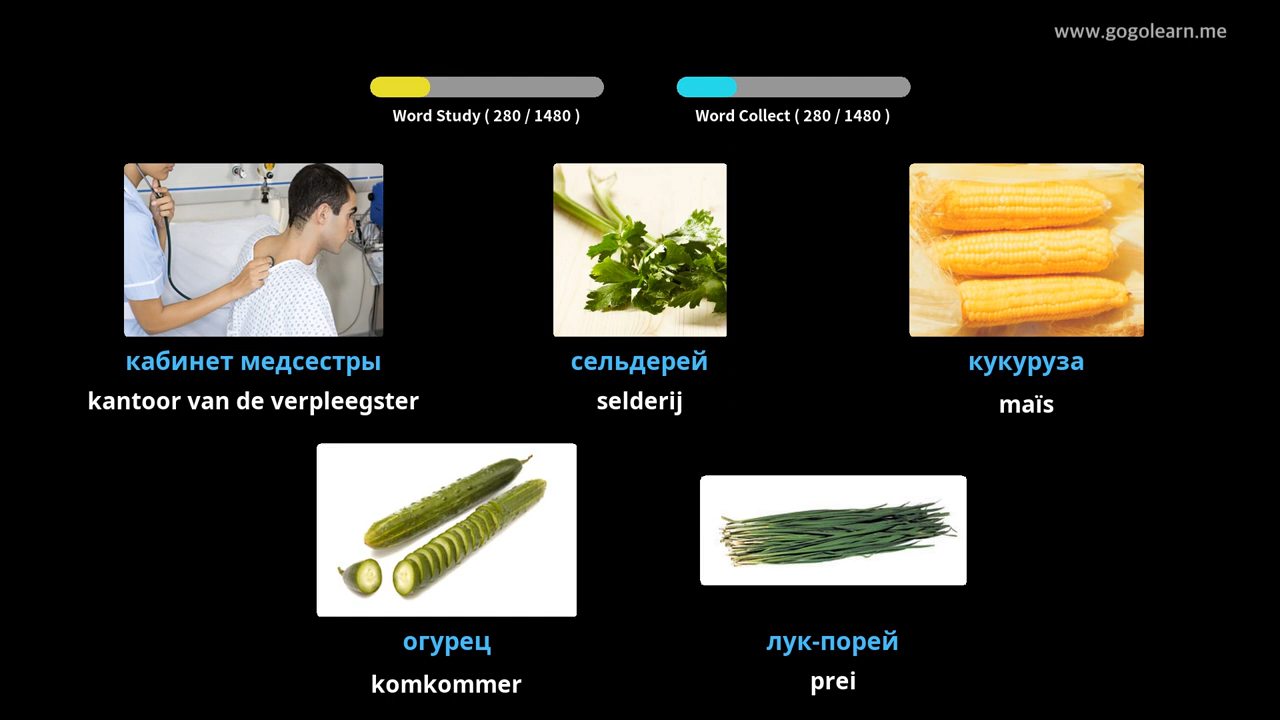 www.gogolearn.me
Word Study ( 280 / 1480 )
Word Collect ( 280 / 1480 )
кабинет медсестры
kantoor van de verpleegster
сельдерей
selderij
кукуруза
maïs
огурец
komkommer
лук-порей
prei